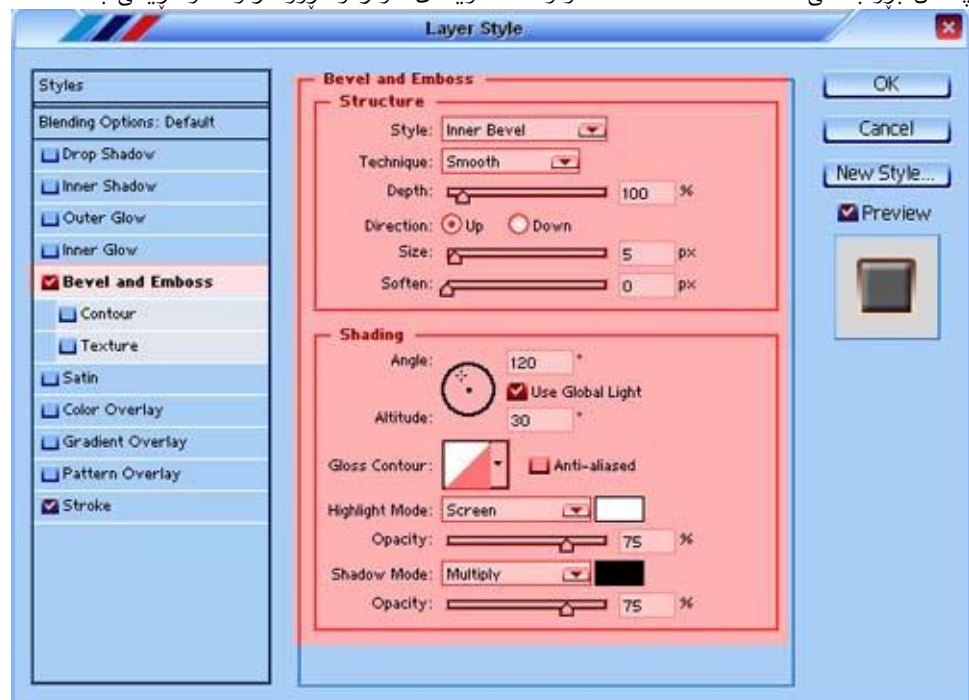 Layer Style
Styles
Blending Options: Default
Drop Shadow
Inner Shadow
Outer Glow
Inner Glow
Bevel and Emboss
Contour
Texture
Satin
Color Overlay
Gradient Overlay
Pattern Overlay
Stroke
Bevel and Emboss
Structure
Style: Inner Bevel
Technique: Smooth
Depth: 100 %
Direction: Up Down
Size: 5 px
Soften: 0 px
Shading
Angle: 120 °
Use Global Light
Altitude: 30 °
Gloss Contour: Anti-aliased
Highlight Mode: Screen
Opacity: 75 %
Shadow Mode: Multiply
Opacity: 75 %
OK
Cancel
New Style...
Preview